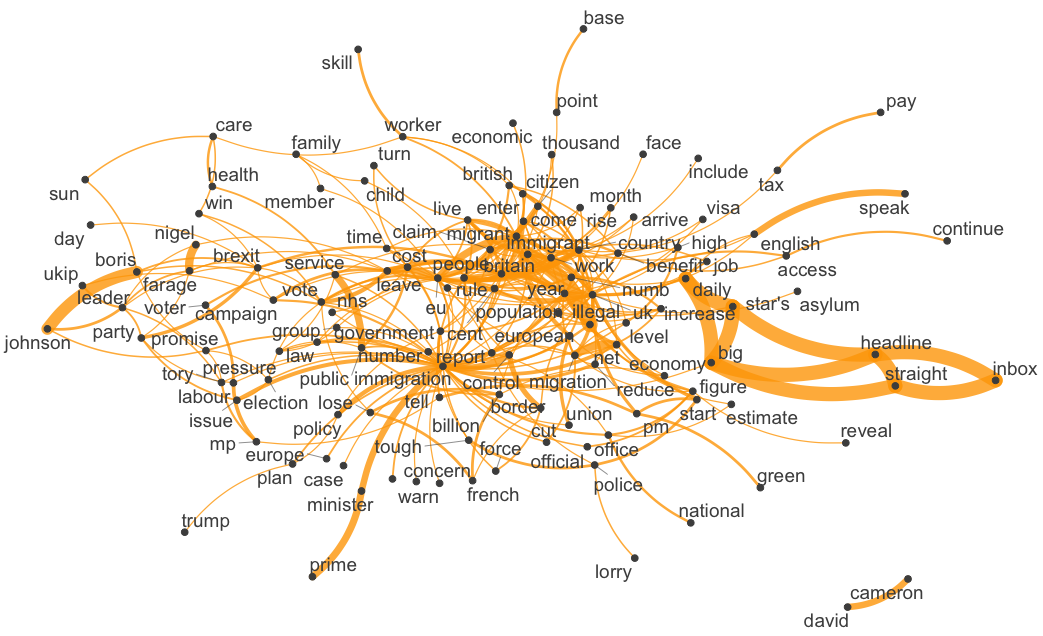 base
skill
point
pay
care
worker
economic
family
thousand
face
turn
include
british
citizen
tax
health
child
month
sun
member
win
live
enter
come
rise
arrive
visa
speak
day
nigel
time
claim
migrant
immigrant
country
high
english
continue
boris
brexit
service
cost
people
britain
work
benefit
job
access
ukip
farage
leave
rule
year
numb
daily
leader
vote
nhs
eu
population
illegal
uk
increase
star's
asylum
voter
campaign
johnson
party
promise
group
government
cent
european
level
headline
law
number
report
net
economy
big
tory
pressure
public
immigration
control
migration
reduce
figure
straight
inbox
labour
election
lose
tell
border
start
issue
policy
billion
union
estimate
mp
tough
force
cut
office
pm
reveal
europe
official
plan
case
concern
warn
french
police
green
minister
trump
national
prime
lorry
cameron
david